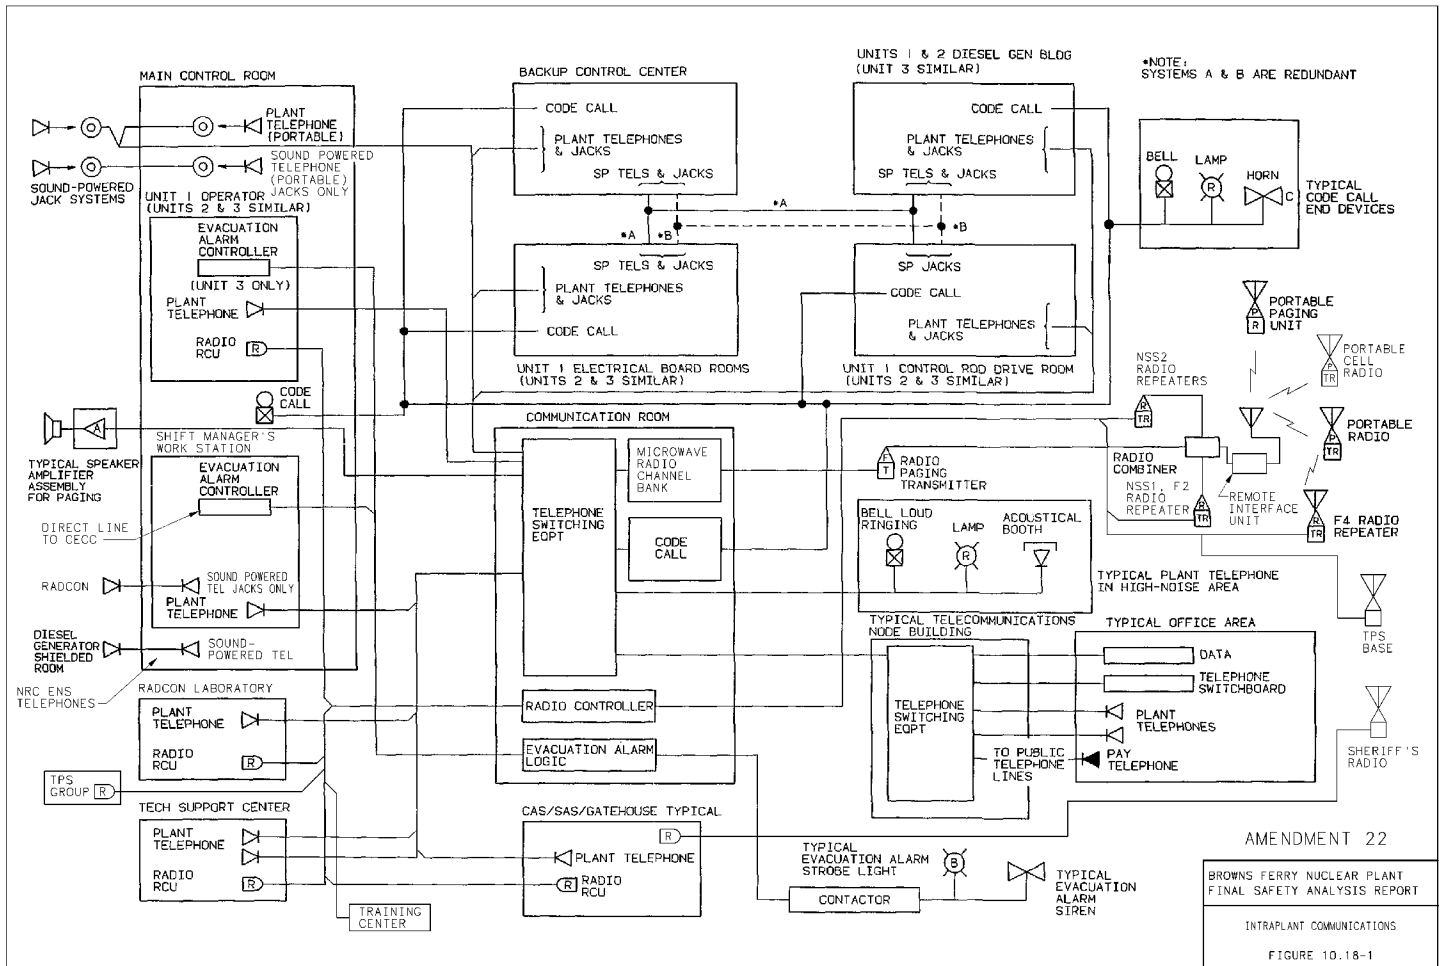 MAIN CONTROL ROOM
PLANT
TELEPHONE
(PORTABLE)
SOUND POWERED
TELEPHONE
(PORTABLE)
JACKS ONLY
SOUND-POWERED
JACK SYSTEMS
UNIT 1 OPERATOR
(UNITS 2 & 3 SIMILAR)
EVACUATION
ALARM
CONTROLLER
(UNIT 3 ONLY)
PLANT
TELEPHONE
RADIO
RCU
R
CODE
CALL
A
TYPICAL SPEAKER
AMPLIFIER
ASSEMBLY
FOR PAGING
SHIFT MANAGER'S
WORK STATION
EVACUATION
ALARM
CONTROLLER
DIRECT LINE
TO CECC
RADCON
SOUND POWERED
TEL JACKS ONLY
PLANT
TELEPHONE
DIESEL
GENERATOR
SHIELDED
ROOM
SOUND-
POWERED TEL
NRC ENS
TELEPHONES
RADCON LABORATORY
PLANT
TELEPHONE
RADIO
RCU
R
TPS
GROUP
R
TECH SUPPORT CENTER
PLANT
TELEPHONE
RADIO
RCU
R
TRAINING
CENTER
BACKUP CONTROL CENTER
CODE CALL
PLANT TELEPHONES
& JACKS
SP TELS & JACKS
*A
*A
*B
*B
SP TELS & JACKS
PLANT TELEPHONES
& JACKS
CODE CALL
UNIT 1 ELECTRICAL BOARD ROOMS
(UNITS 2 & 3 SIMILAR)
UNITS 1 & 2 DIESEL GEN BLDG
(UNIT 3 SIMILAR)
CODE CALL
PLANT TELEPHONES
& JACKS
SP TELS & JACKS
SP JACKS
CODE CALL
PLANT TELEPHONES
& JACKS
UNIT 1 CONTROL ROD DRIVE ROOM
(UNITS 2 & 3 SIMILAR)
*NOTE:
SYSTEMS A & B ARE REDUNDANT
BELL
LAMP
R
HORN
C
TYPICAL
CODE CALL
END DEVICES
P
R
PORTABLE
PAGING
UNIT
PORTABLE
CELL
RADIO
P
TR
NSS2
RADIO
REPEATERS
R
TR
P
TR
PORTABLE
RADIO
RADIO
COMBINER
NSS1, F2
RADIO
REPEATER
R
TR
REMOTE
INTERFACE
UNIT
R
TR
F4 RADIO
REPEATER
COMMUNICATION ROOM
TELEPHONE
SWITCHING
EQPT
MICROWAVE
RADIO
CHANNEL
BANK
CODE
CALL
RADIO CONTROLLER
EVACUATION ALARM
LOGIC
F
T
RADIO
PAGING
TRANSMITTER
BELL LOUD
RINGING
LAMP
R
ACOUSTICAL
BOOTH
TYPICAL PLANT TELEPHONE
IN HIGH-NOISE AREA
TYPICAL TELECOMMUNICATIONS
NODE BUILDING
TELEPHONE
SWITCHING
EQPT
TO PUBLIC
TELEPHONE
LINES
TYPICAL OFFICE AREA
DATA
TELEPHONE
SWITCHBOARD
PLANT
TELEPHONES
PAY
TELEPHONE
TPS
BASE
SHERIFF'S
RADIO
CAS/SAS/GATEHOUSE TYPICAL
R
PLANT TELEPHONE
R
RADIO
RCU
TYPICAL
EVACUATION ALARM
STROBE LIGHT
B
CONTACTOR
TYPICAL
EVACUATION
ALARM
SIREN
AMENDMENT 22
BROWNS FERRY NUCLEAR PLANT
FINAL SAFETY ANALYSIS REPORT
INTRAPLANT COMMUNICATIONS
FIGURE 10.18-1